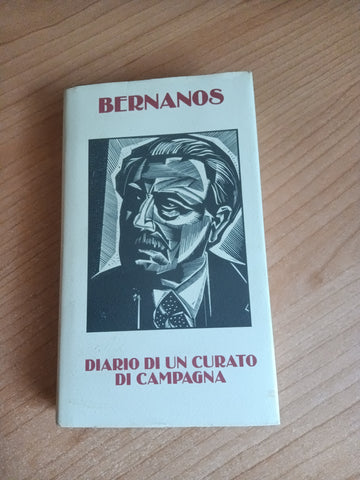 BERNANOS
DIARIO DI UN CURATO
DI CAMPAGNA